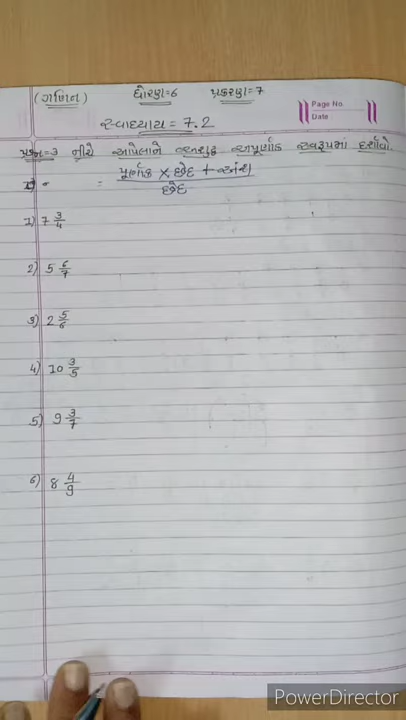 (ગણિત) ધોરણ=6 પ્રકરણ=7
Page No.
Date
સ્વાધ્યાય = 7.2
પ્રશ્ન=3 નીચે આપેલાને અશુદ્ધ અપૂર્ણાંક સ્વરૂપમાં દર્શાવો.
= પૂર્ણાંક × છેદ + અંશ / છેદ
1) 7 3/4
2) 5 6/7
3) 2 5/6
4) 10 3/5
5) 9 3/7
6) 8 4/9
PowerDirector